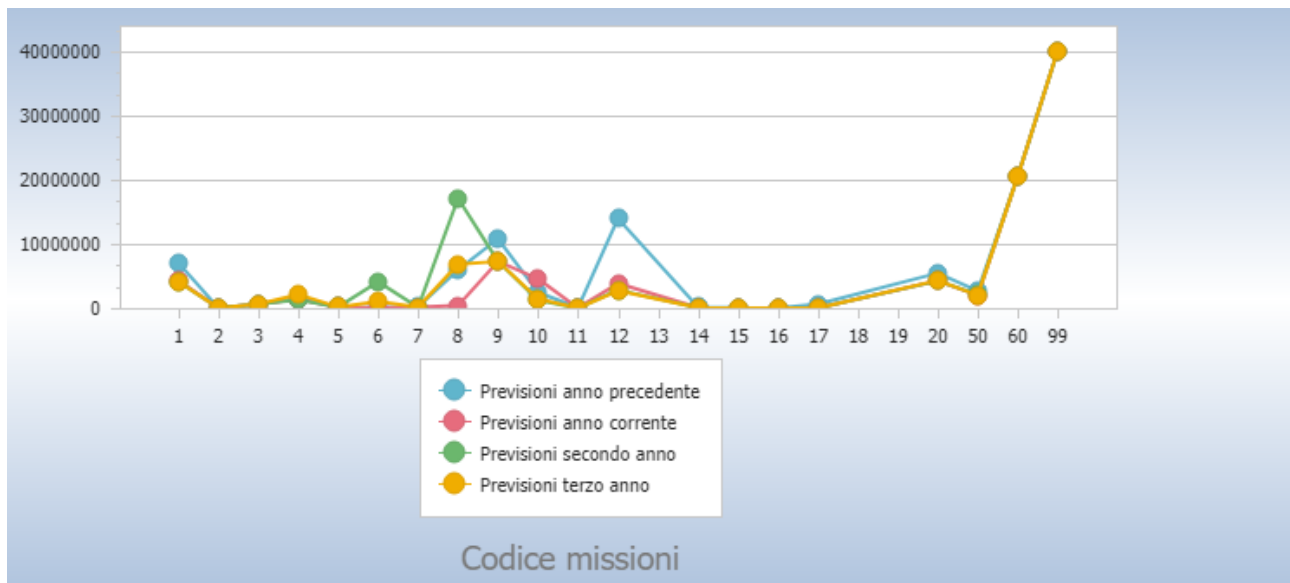 40000000
30000000
20000000
10000000
0
1 2 3 4 5 6 7 8 9 10 11 12 13 14 15 16 17 18 19 20 50 60 99
Previsioni anno precedente
Previsioni anno corrente
Previsioni secondo anno
Previsioni terzo anno
Codice missioni